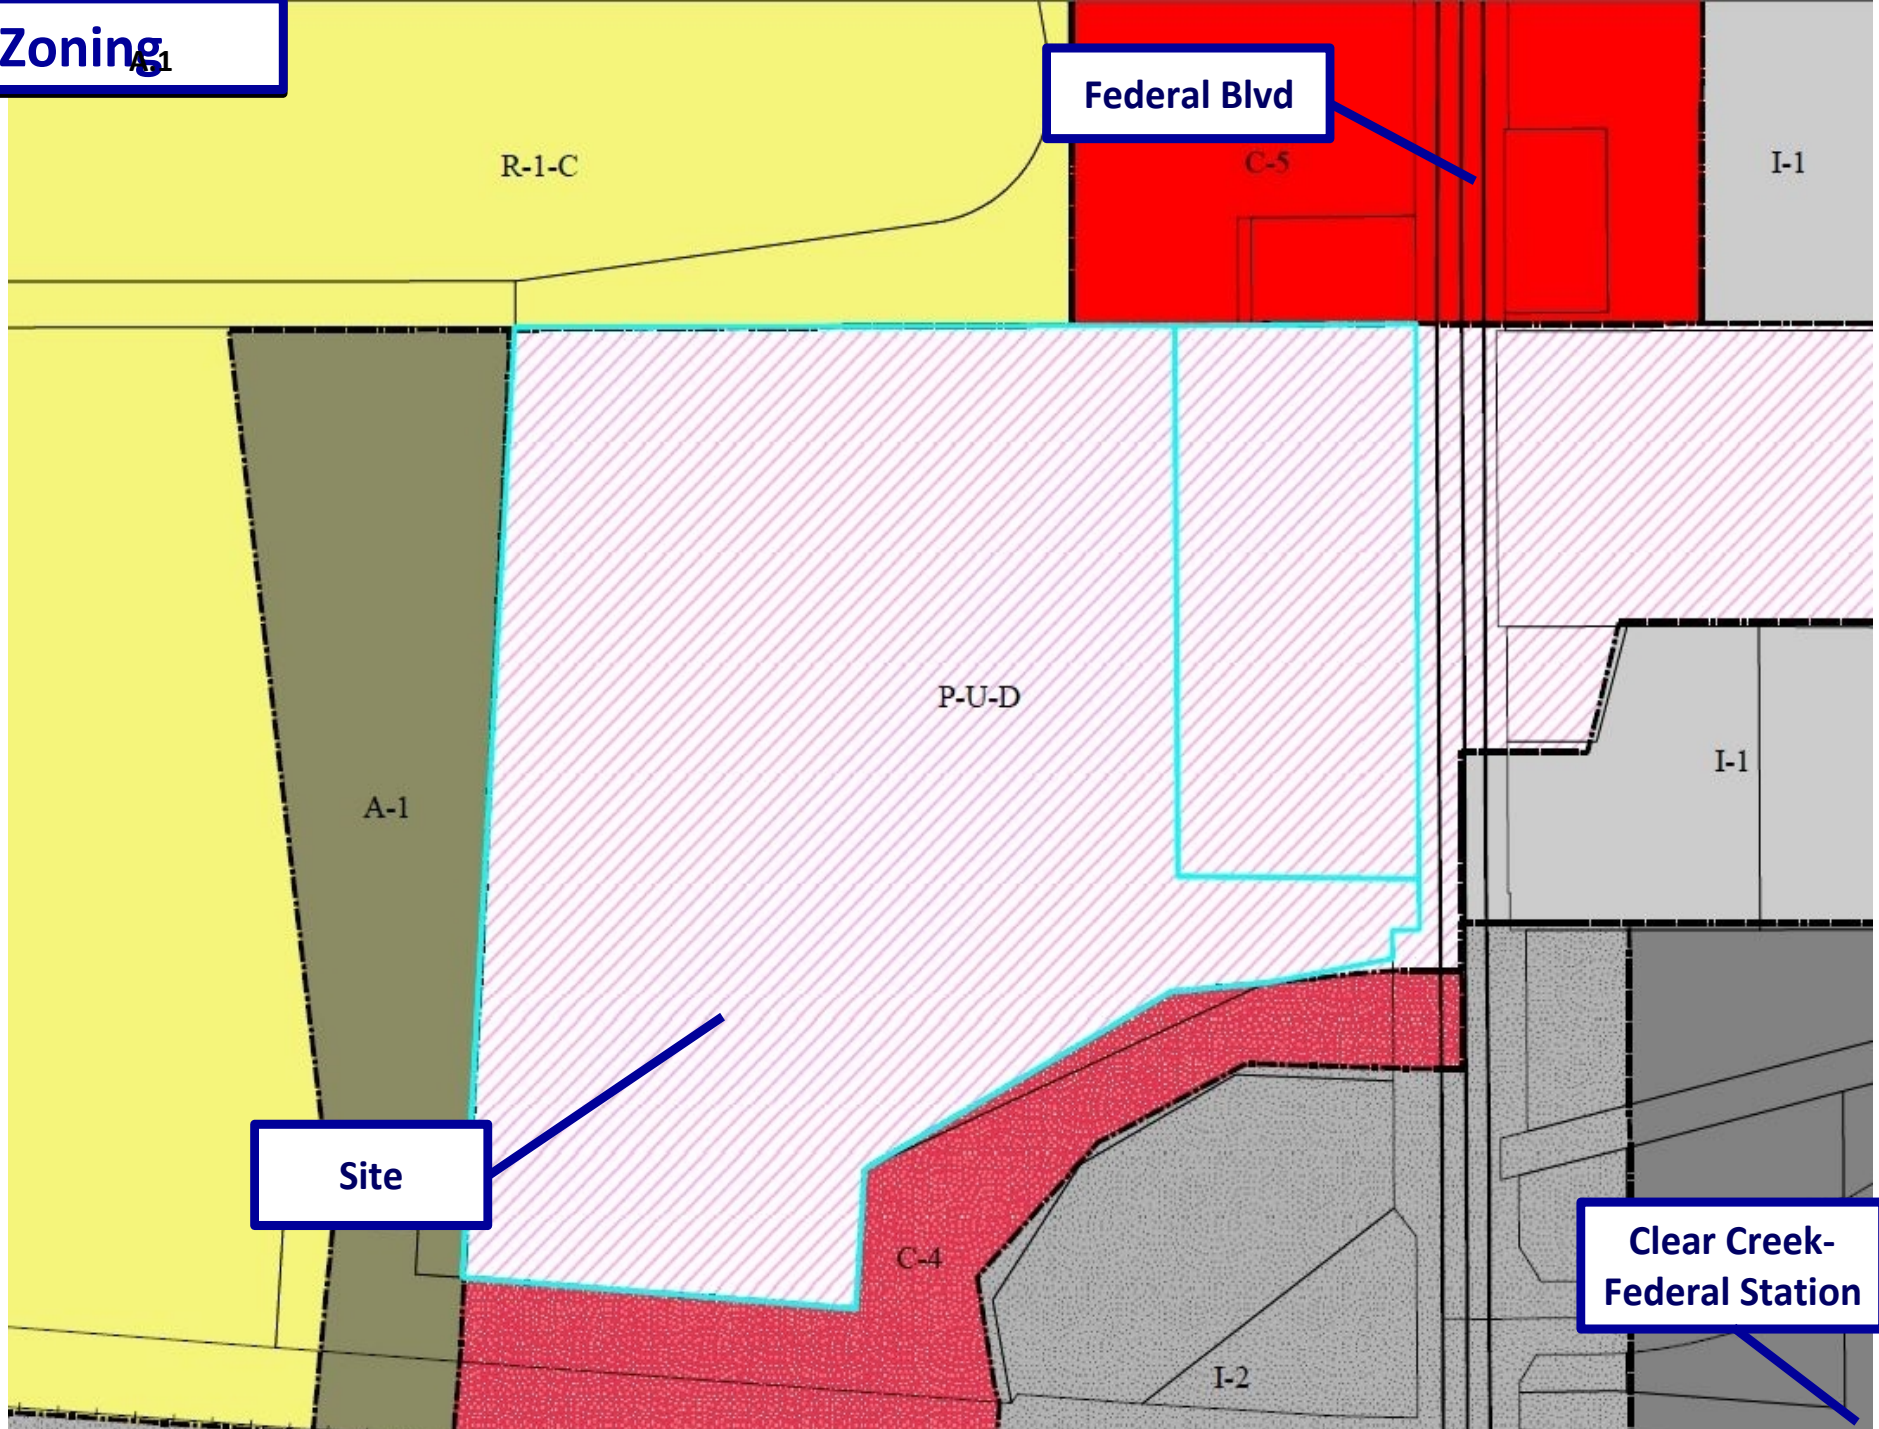 Zoning
A.1
Federal Blvd
R-1-C
C-5
I-1
P-U-D
I-1
A-1
Site
C-4
Clear Creek-
Federal Station
I-2